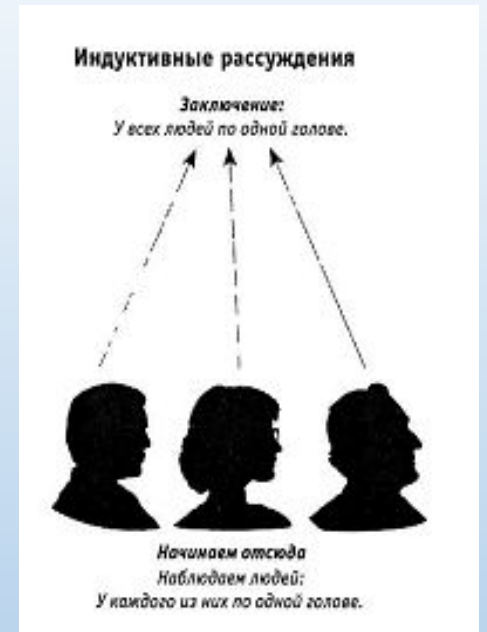 Индуктивные рассуждения
Заключение:
У всех людей по одной голове.
Начинаем отсюда
Наблюдаем людей:
У каждого из них по одной голове.